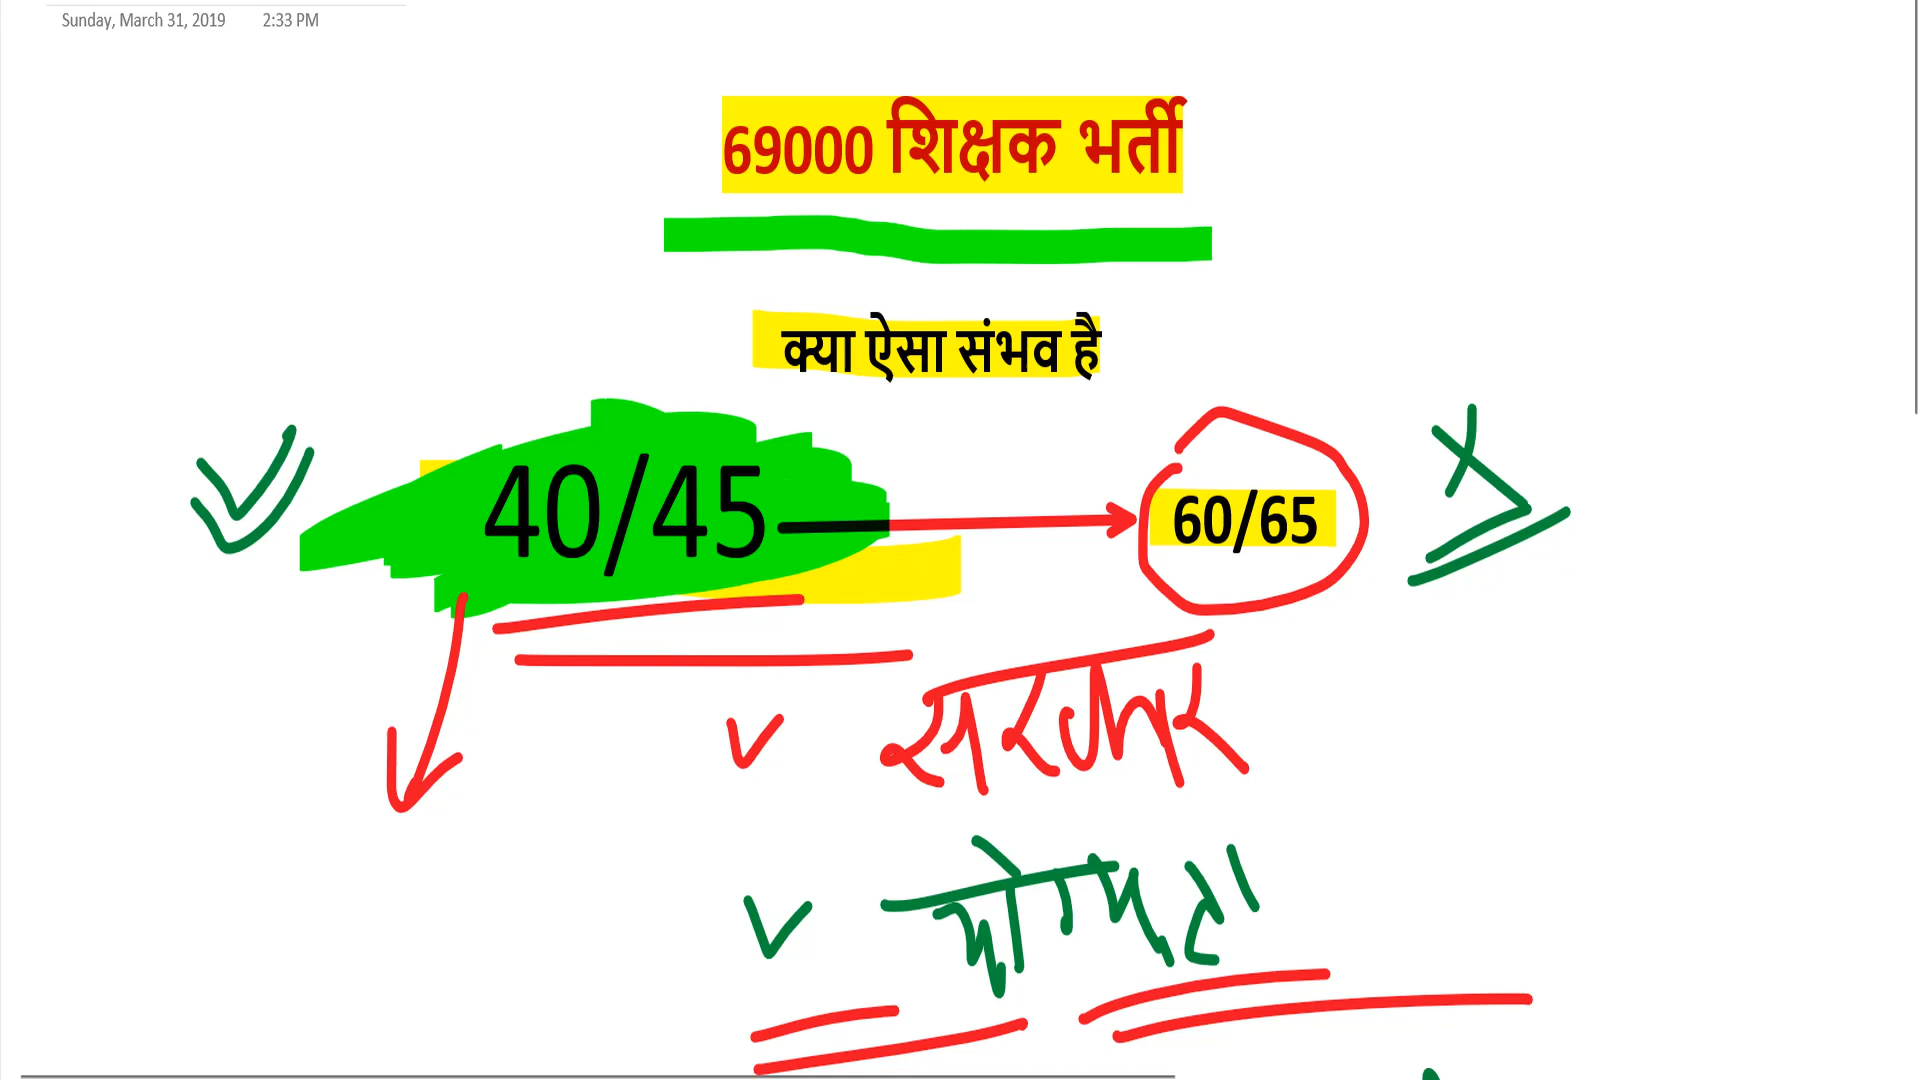 Sunday, March 31, 2019 2:33 PM
69000 शिक्षक भर्ती
क्या ऐसा संभव है
40/45 60/65
सरकार
योग्यता